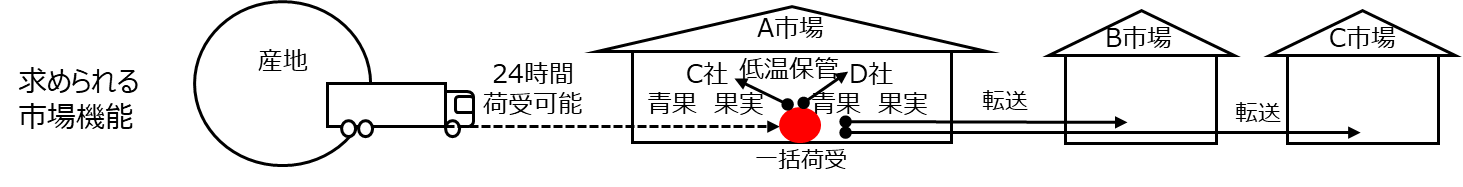 求められる
市場機能
産地
24時間
荷受可能
A市場
低温保管
C社
D社
青果 果実
青果 果実
一括荷受
転送
B市場
転送
C市場